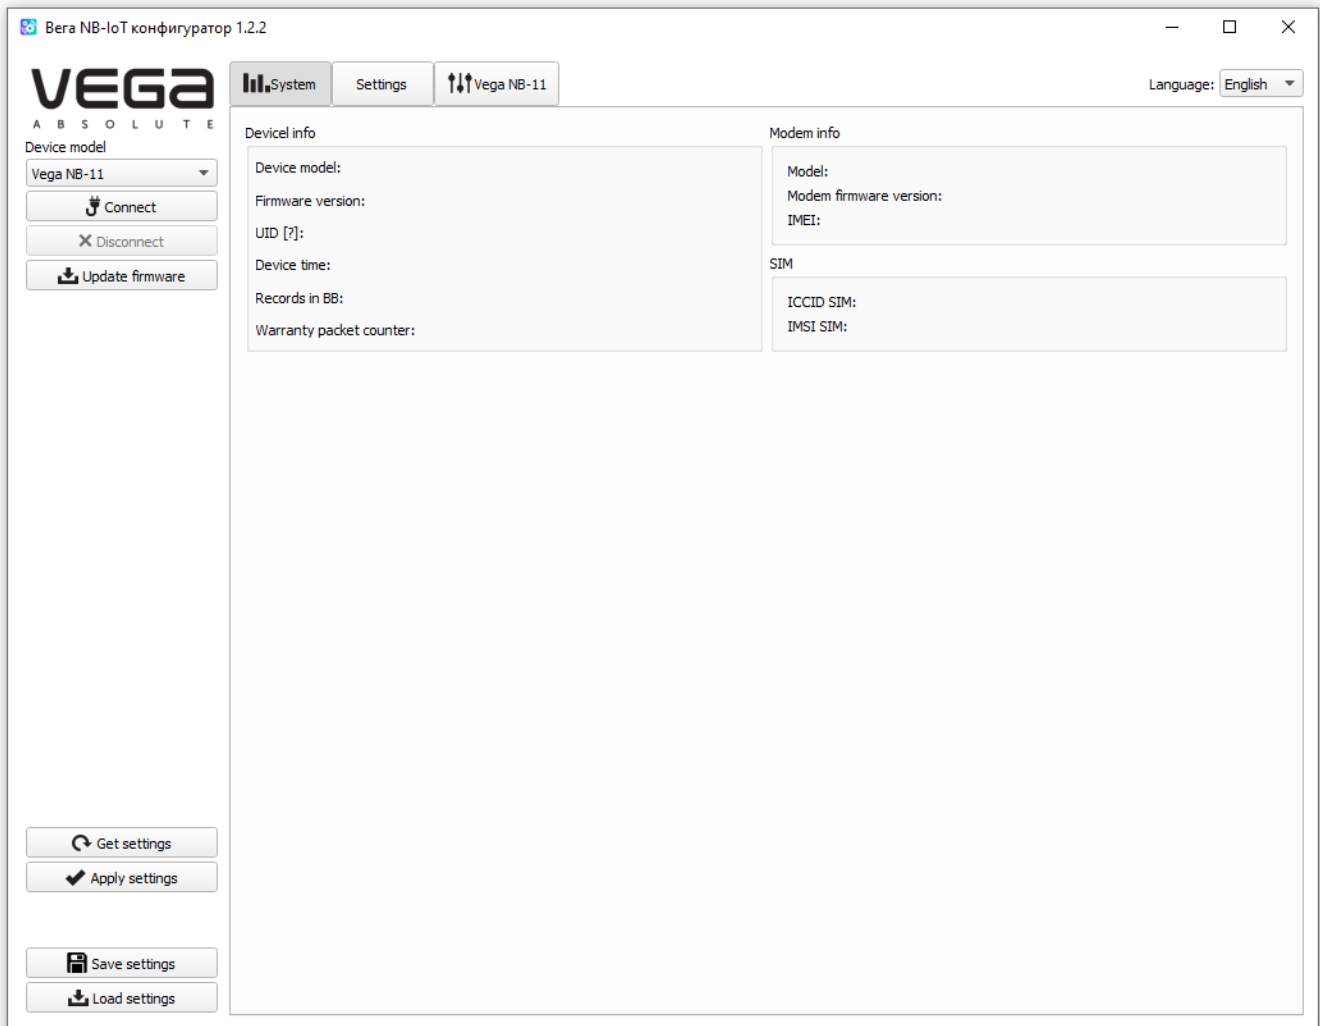 Вега NB-IoT конфигуратор 1.2.2
VEGA
ABSOLUTE
Device model
Vega NB-11
Connect
Disconnect
Update firmware
Get settings
Apply settings
Save settings
Load settings
System
Settings
Vega NB-11
Language: English
Devicel info
Device model:
Firmware version:
UID [?]:
Device time:
Records in BB:
Warranty packet counter:
Modem info
Model:
Modem firmware version:
IMEI:
SIM
ICCID SIM:
IMSI SIM: